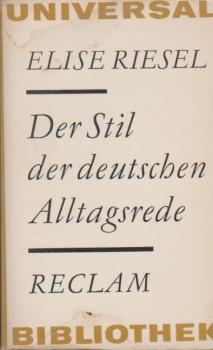 UNIVERSAL
ELISE RIESEL
Der Stil
der deutschen
Alltagsrede
RECLAM
BIBLIOTHEK